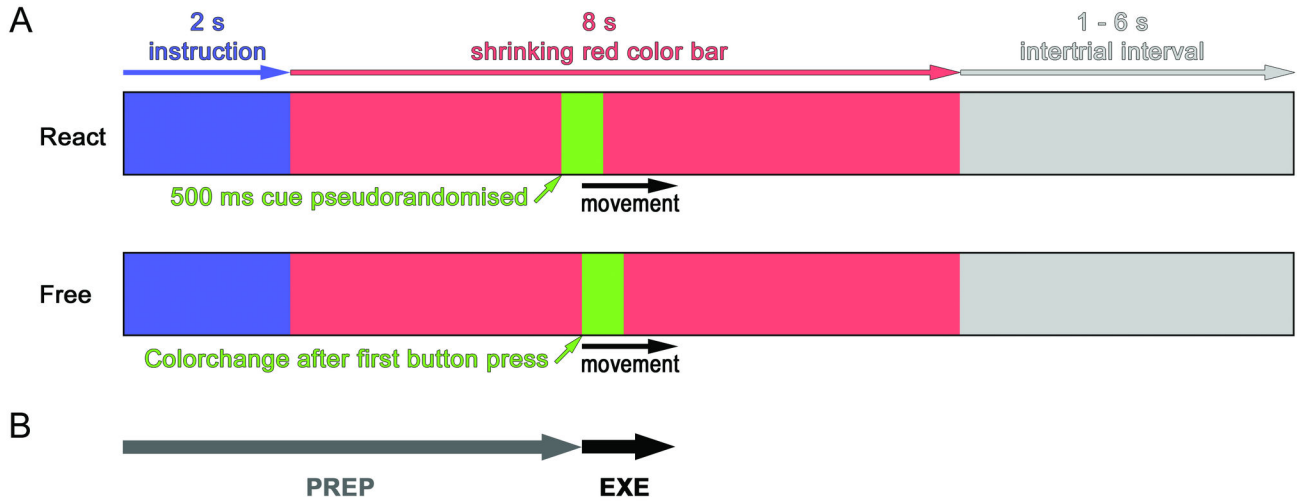 A
2 s
instruction
8 s
shrinking red color bar
1 - 6 s
intertrial interval
React
500 ms cue pseudorandomised
movement
Free
Colorchange after first button press
movement
B
PREP
EXE